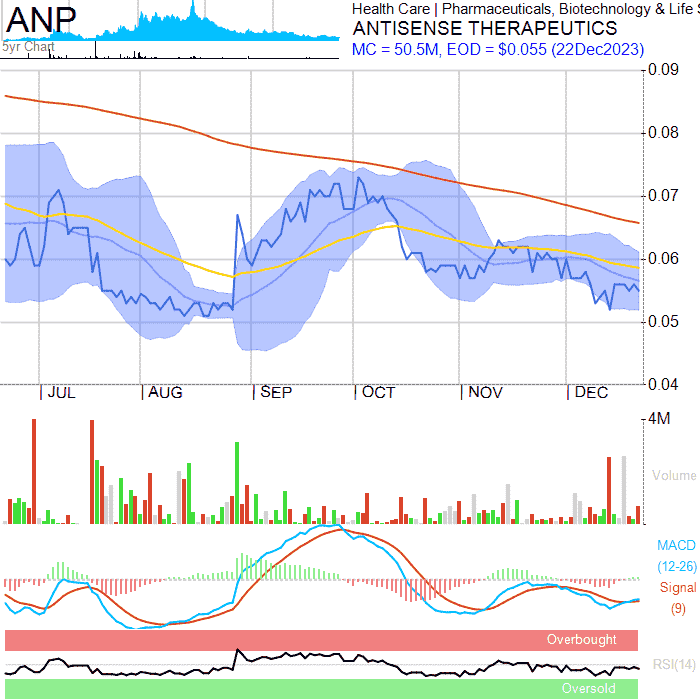 ANP
5yr Chart
Health Care | Pharmaceuticals, Biotechnology & Life S
ANTISENSE THERAPEUTICS
MC = 50.5M, EOD = $0.055 (22Dec2023)
0.09
0.08
0.07
0.06
0.05
0.04
JUL AUG SEP OCT NOV DEC
4M
Volume
MACD
(12-26)
Signal
(9)
Overbought
RSI(14)
Oversold